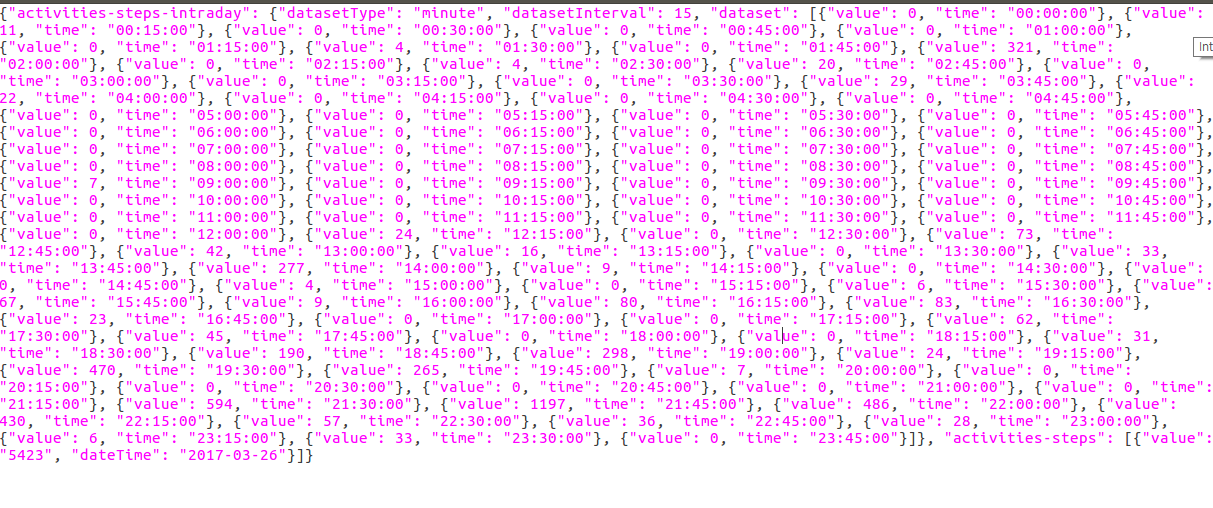 {"activities-steps-intraday": {"datasetType": "minute", "datasetInterval": 15, "dataset": [{"value": 0, "time": "00:00:00"}, {"value":
11, "time": "00:15:00"}, {"value": 0, "time": "00:30:00"}, {"value": 0, "time": "00:45:00"}, {"value": 0, "time": "01:00:00"},
{"value": 0, "time": "01:15:00"}, {"value": 4, "time": "01:30:00"}, {"value": 0, "time": "01:45:00"}, {"value": 321, "time":
Int
"02:00:00"}, {"value": 0, "time": "02:15:00"}, {"value": 4, "time": "02:30:00"}, {"value": 20, "time": "02:45:00"}, {"value": 0,
"time": "03:00:00"}, {"value": 0, "time": "03:15:00"}, {"value": 0, "time": "03:30:00"}, {"value": 29, "time": "03:45:00"}, {"value":
22, "time": "04:00:00"}, {"value": 0, "time": "04:15:00"}, {"value": 0, "time": "04:30:00"}, {"value": 0, "time": "04:45:00"},
{"value": 0, "time": "05:00:00"}, {"value": 0, "time": "05:15:00"}, {"value": 0, "time": "05:30:00"}, {"value": 0, "time": "05:45:00"},
{"value": 0, "time": "06:00:00"}, {"value": 0, "time": "06:15:00"}, {"value": 0, "time": "06:30:00"}, {"value": 0, "time": "06:45:00"},
{"value": 0, "time": "07:00:00"}, {"value": 0, "time": "07:15:00"}, {"value": 0, "time": "07:30:00"}, {"value": 0, "time": "07:45:00"},
{"value": 0, "time": "08:00:00"}, {"value": 0, "time": "08:15:00"}, {"value": 0, "time": "08:30:00"}, {"value": 0, "time": "08:45:00"},
{"value": 7, "time": "09:00:00"}, {"value": 0, "time": "09:15:00"}, {"value": 0, "time": "09:30:00"}, {"value": 0, "time": "09:45:00"},
{"value": 0, "time": "10:00:00"}, {"value": 0, "time": "10:15:00"}, {"value": 0, "time": "10:30:00"}, {"value": 0, "time": "10:45:00"},
{"value": 0, "time": "11:00:00"}, {"value": 0, "time": "11:15:00"}, {"value": 0, "time": "11:30:00"}, {"value": 0, "time": "11:45:00"},
{"value": 0, "time": "12:00:00"}, {"value": 24, "time": "12:15:00"}, {"value": 0, "time": "12:30:00"}, {"value": 73, "time":
"12:45:00"}, {"value": 42, "time": "13:00:00"}, {"value": 16, "time": "13:15:00"}, {"value": 0, "time": "13:30:00"}, {"value": 33,
"time": "13:45:00"}, {"value": 277, "time": "14:00:00"}, {"value": 9, "time": "14:15:00"}, {"value": 0, "time": "14:30:00"}, {"value":
0, "time": "14:45:00"}, {"value": 4, "time": "15:00:00"}, {"value": 0, "time": "15:15:00"}, {"value": 6, "time": "15:30:00"}, {"value":
67, "time": "15:45:00"}, {"value": 9, "time": "16:00:00"}, {"value": 80, "time": "16:15:00"}, {"value": 83, "time": "16:30:00"},
{"value": 23, "time": "16:45:00"}, {"value": 0, "time": "17:00:00"}, {"value": 0, "time": "17:15:00"}, {"value": 62, "time":
"17:30:00"}, {"value": 45, "time": "17:45:00"}, {"value": 0, "time": "18:00:00"}, {"value": 0, "time": "18:15:00"}, {"value": 31,
"time": "18:30:00"}, {"value": 190, "time": "18:45:00"}, {"value": 298, "time": "19:00:00"}, {"value": 24, "time": "19:15:00"},
{"value": 470, "time": "19:30:00"}, {"value": 265, "time": "19:45:00"}, {"value": 7, "time": "20:00:00"}, {"value": 0, "time":
"20:15:00"}, {"value": 0, "time": "20:30:00"}, {"value": 0, "time": "20:45:00"}, {"value": 0, "time": "21:00:00"}, {"value": 0, "time":
"21:15:00"}, {"value": 594, "time": "21:30:00"}, {"value": 1197, "time": "21:45:00"}, {"value": 486, "time": "22:00:00"}, {"value":
430, "time": "22:15:00"}, {"value": 57, "time": "22:30:00"}, {"value": 36, "time": "22:45:00"}, {"value": 28, "time": "23:00:00"},
{"value": 6, "time": "23:15:00"}, {"value": 33, "time": "23:30:00"}, {"value": 0, "time": "23:45:00"}]}, "activities-steps": [{"value":
"5423", "dateTime": "2017-03-26"}]}